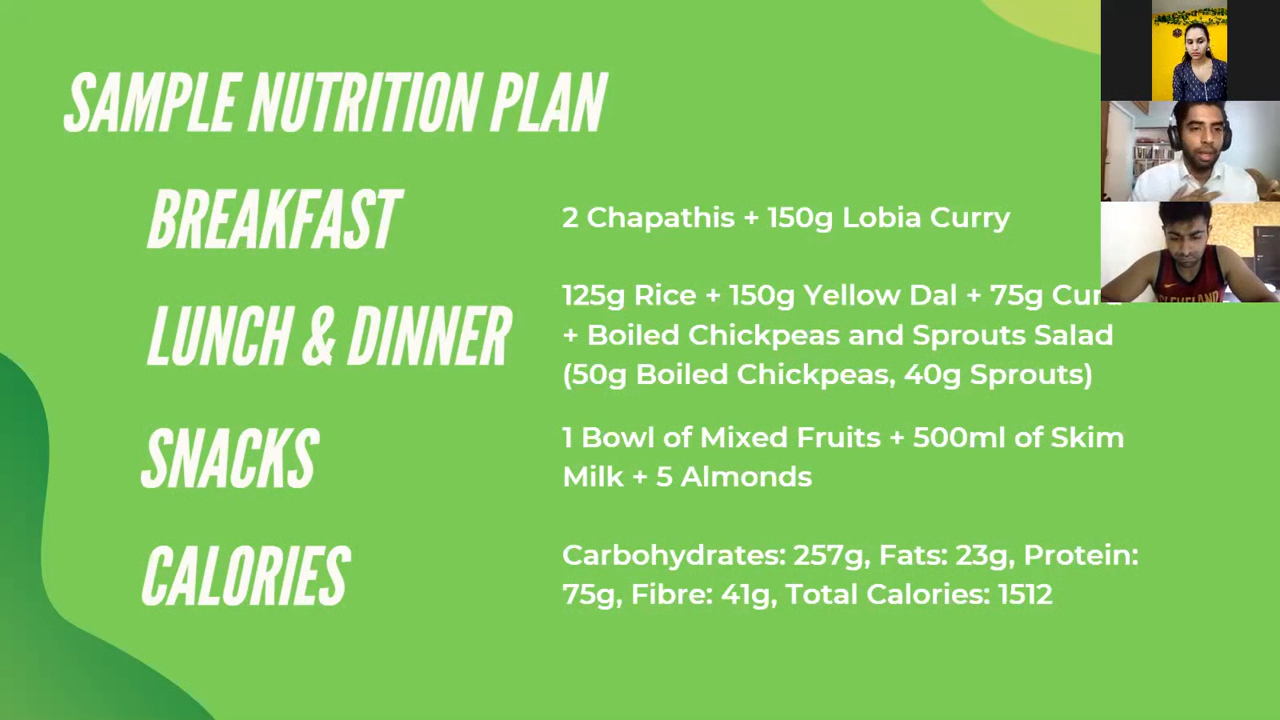 SAMPLE NUTRITION PLAN
BREAKFAST
2 Chapathis + 150g Lobia Curry
LUNCH & DINNER
125g Rice + 150g Yellow Dal + 75g
+ Boiled Chickpeas and Sprouts Salad
(50g Boiled Chickpeas, 40g Sprouts)
SNACKS
1 Bowl of Mixed Fruits + 500ml of Skim
Milk + 5 Almonds
CALORIES
Carbohydrates: 257g, Fats: 23g, Protein:
75g, Fibre: 41g, Total Calories: 1512